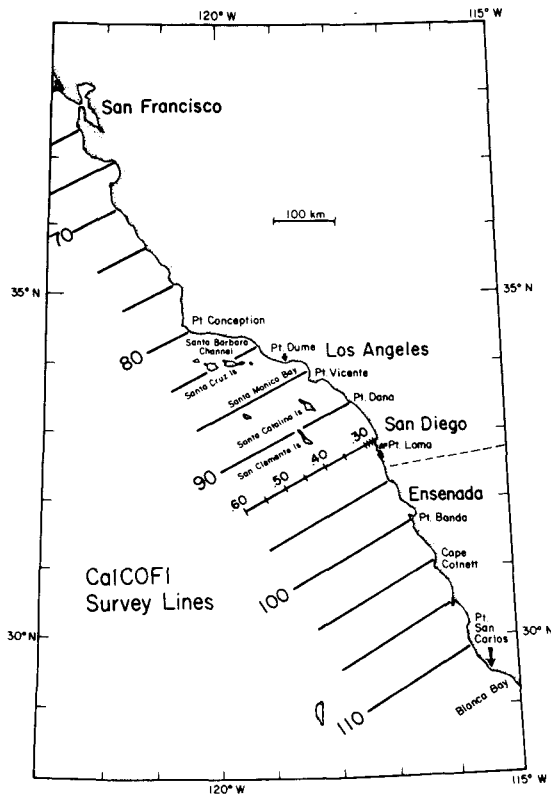 120° W
115° W
San Francisco
100 km
70
35° N
35° N
Pt Conception
Santa Barbara
Channel
Pt. Dume
Los Angeles
80
Santa Cruz Is
Santa Monica Bay
Pt. Vicente
Pt. Dana
Santa Catalina Is
San Diego
90
San Clemente Is
.30
Pt. Loma
.40
.50
.60
Ensenada
Pt. Banda
CalCOFI
Survey Lines
100
Cape
Colnett
30° N
Pt.
San
Carlos
30° N
110
Blanca Bay
120° W
115° W